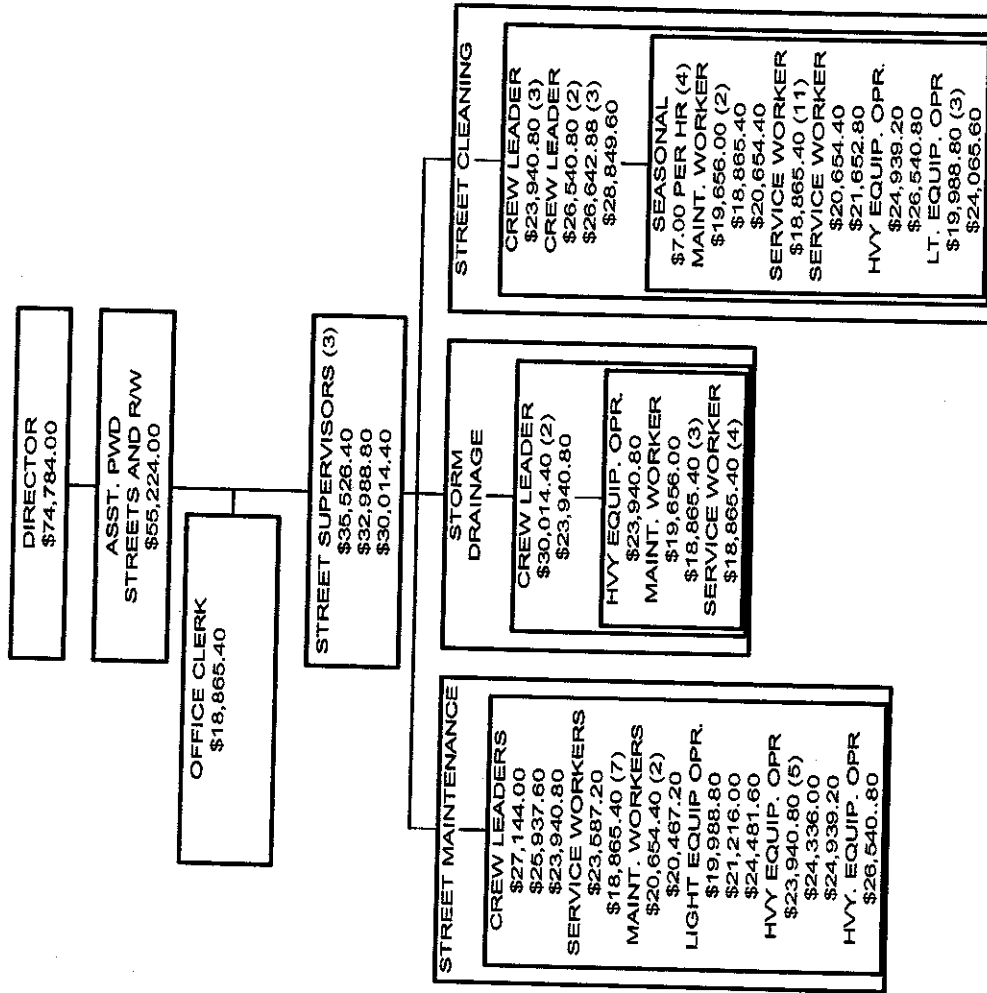 DIRECTOR
$74,784.00
ASST. PWD
STREETS AND R/W
$55,224.00
OFFICE CLERK
$18,865.40
STREET SUPERVISORS (3)
$35,526.40
$32,988.80
$30,014.40
STREET MAINTENANCE
CREW LEADERS
$27,144.00
$25,937.60
$23,940.80
SERVICE WORKERS
$23,587.20
$18,865.40 (7)
MAINT. WORKERS
$20,654.40 (2)
$20,467.20
LIGHT EQUIP. OPR.
$19,988.80
$21,216.00
$24,481.60
HVY EQUIP. OPR
$23,940.80 (5)
$24,336.00
$24,939.20
HVY. EQUIP. OPR
$26,540..80
STORM
DRAINAGE
CREW LEADER
$30,014.40 (2)
$23,940.80
HVY EQUIP. OPR.
$23,940.80
MAINT. WORKER
$19,656.00
$18,865.40 (3)
SERVICE WORKER
$18,865.40 (4)
STREET CLEANING
CREW LEADER
$23,940.80 (3)
CREW LEADER
$26,540.80 (2)
$26,642.88 (3)
$28,849.60
SEASONAL
$7.00 PER HR (4)
MAINT. WORKER
$19,656.00 (2)
$18,865.40
$20,654.40
SERVICE WORKER
$18,865.40 (11)
SERVICE WORKER
$20,654.40
$21,652.80
HVY EQUIP. OPR.
$24,939.20
$26,540.80
LT. EQUIP. OPR
$19,988.80 (3)
$24,065.60